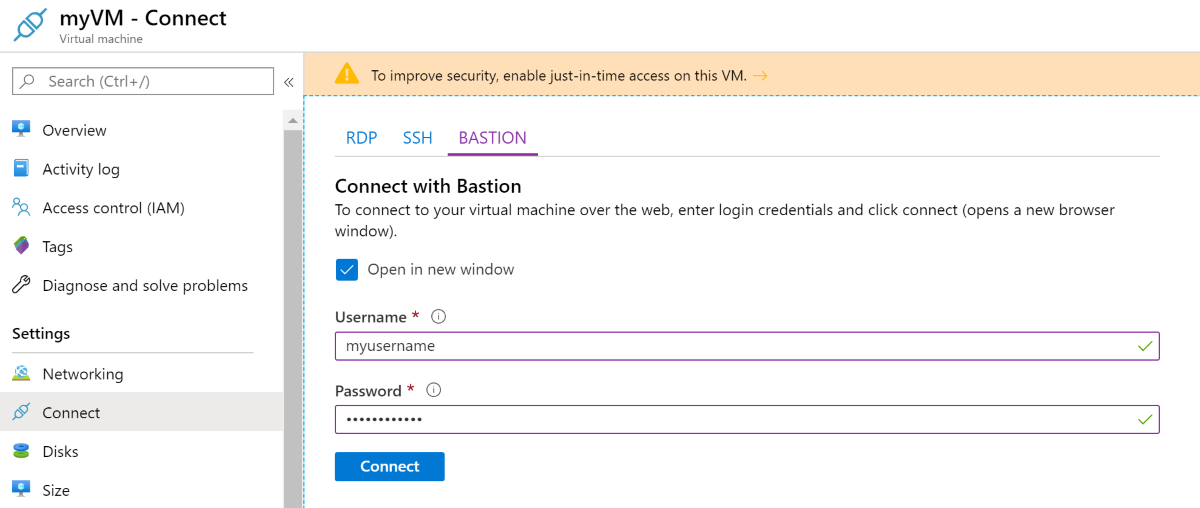 myVM - Connect
Virtual machine
Search (Ctrl+/)
«
Overview
Activity log
Access control (IAM)
Tags
Diagnose and solve problems
Settings
Networking
Connect
Disks
Size
To improve security, enable just-in-time access on this VM. →
RDP SSH BASTION
Connect with Bastion
To connect to your virtual machine over the web, enter login credentials and click connect (opens a new browser
window).
Open in new window
Username *
myusername
Password *
••••••••••••
Connect